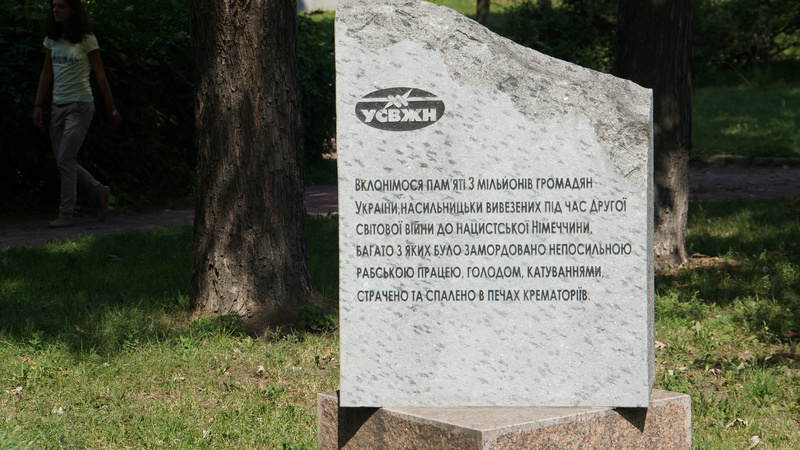 УСВЖН
ВКЛОНІМОСЯ ПАМ'ЯТІ 3 МІЛЬЙОНІВ ГРОМАДЯН
УКРАЇНИ,НАСИЛЬНИЦЬКИ ВИВЕЗЕНИХ ПІД ЧАС ДРУГОЇ
СВІТОВОЇ ВІЙНИ ДО НАЦИСТСЬКОЇ НІМЕЧЧИНИ,
БАГАТО З ЯКИХ БУЛО ЗАМОРДОВАНО НЕПОСИЛЬНОЮ
РАБСЬКОЮ ПРАЦЕЮ, ГОЛОДОМ, КАТУВАННЯМИ,
СТРАЧЕНО ТА СПАЛЕНО В ПЕЧАХ КРЕМАТОРІЇВ.